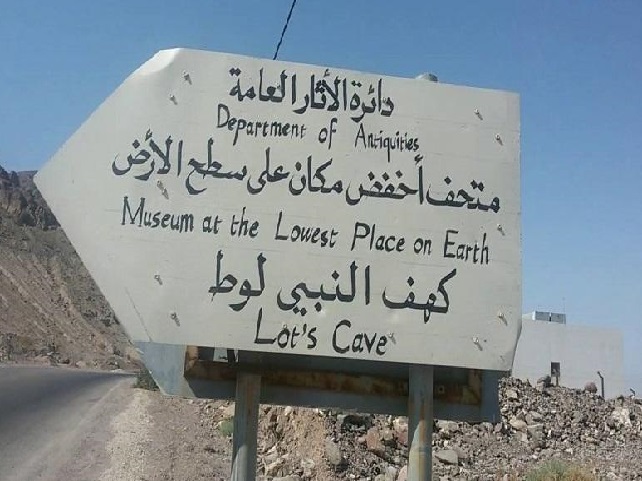 دائرة الأثار العامة
Department of Antiquities
متحف أخفض مكان على سطح الأرض
Museum at the Lowest Place on Earth
كهف النبي لوط
Lot's Cave